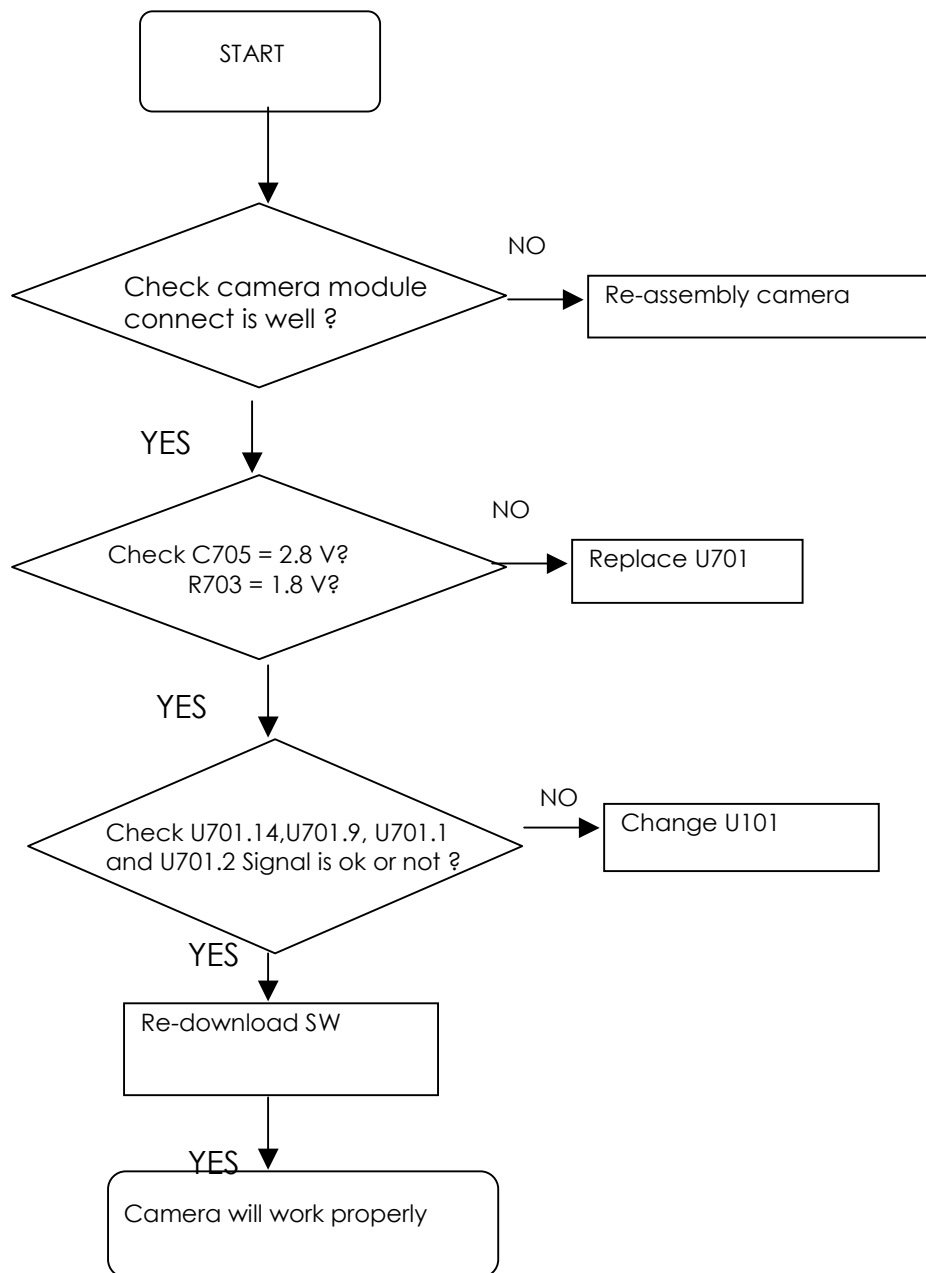 START
Check camera module
connect is well ?
NO
Re-assembly camera
YES
Check C705 = 2.8 V?
R703 = 1.8 V?
NO
Replace U701
YES
Check U701.14,U701.9, U701.1
and U701.2 Signal is ok or not ?
NO
Change U101
YES
Re-download SW
YES
Camera will work properly